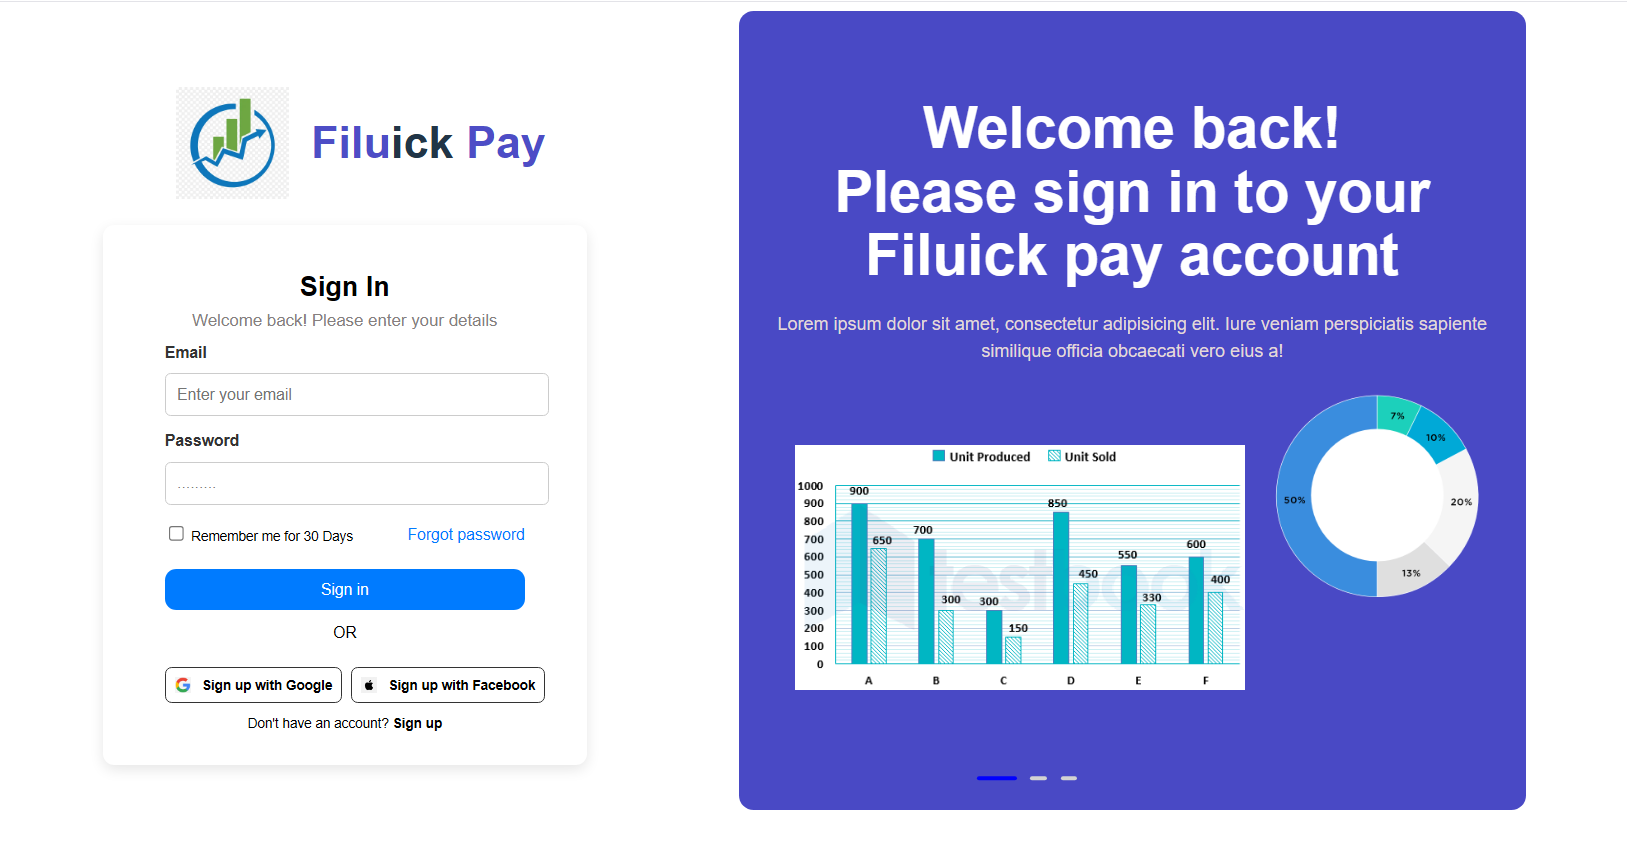 Filuick Pay
Sign In
Welcome back! Please enter your details
Email
Enter your email
Password
.........
Remember me for 30 Days
Forgot password
Sign in
OR
Sign up with Google
Sign up with Facebook
Don't have an account? Sign up
Welcome back!
Please sign in to your
Filuick pay account
Lorem ipsum dolor sit amet, consectetur adipisicing elit. Iure veniam perspiciatis sapiente
similique officia obcaecati vero eius a!
Unit Produced Unit Sold
1000
900
800
700
600
500
400
300
200
100
0
900
650
700
300
300
150
850
450
550
330
600
400
A B C D E F
testbook
7%
10%
20%
13%
50%